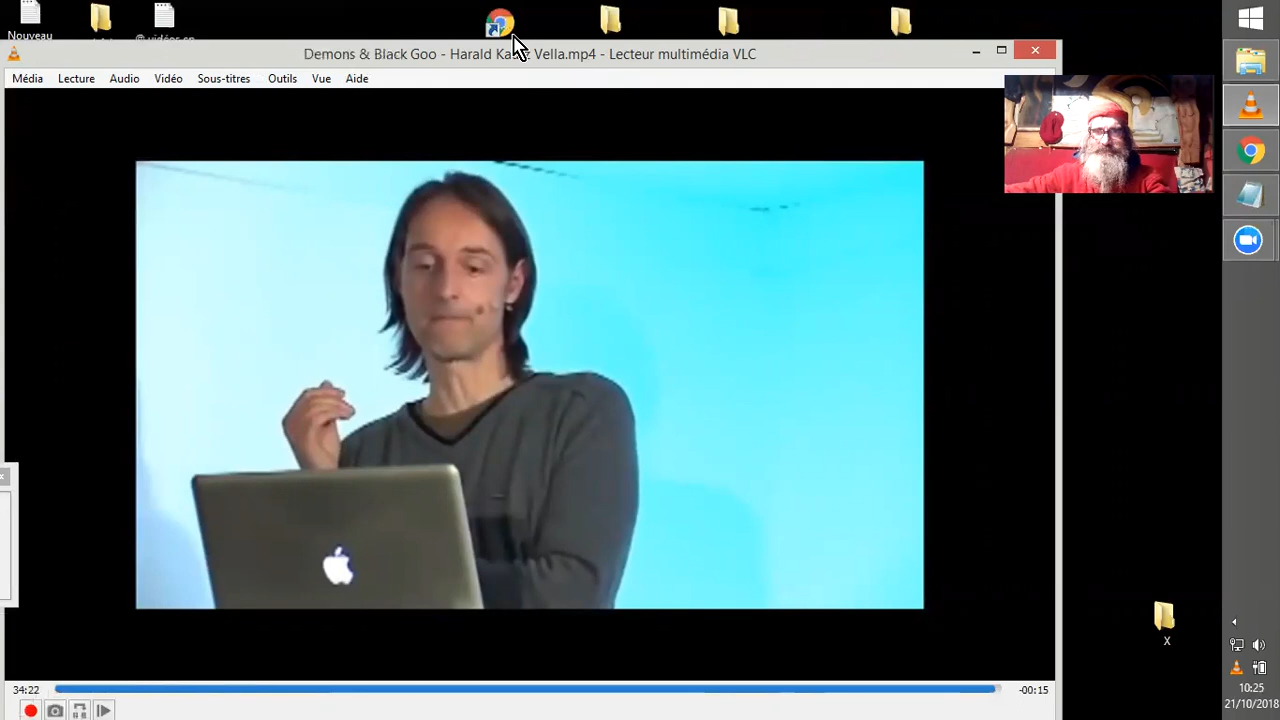 Nouveau
Demons & Black Goo - Harald Vella.mp4 - Lecteur multimédia VLC
Média Lecture Audio Vidéo Sous-titres Outils Vue Aide
X
34:22
-00:15
10:25
21/10/2018